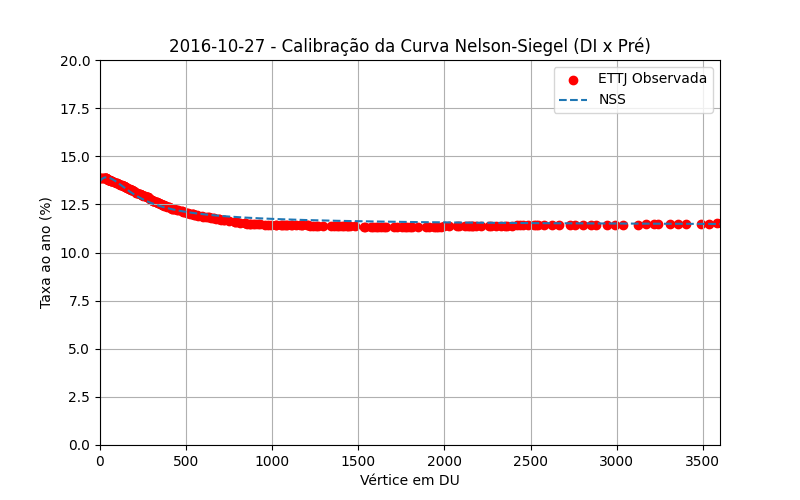 2016-10-27 - Calibração da Curva Nelson-Siegel (DI x Pré)
ETTJ Observada
NSS
20.0
17.5
15.0
12.5
10.0
7.5
5.0
2.5
0.0
Taxa ao ano (%)
0 500 1000 1500 2000 2500 3000 3500
Vértice em DU